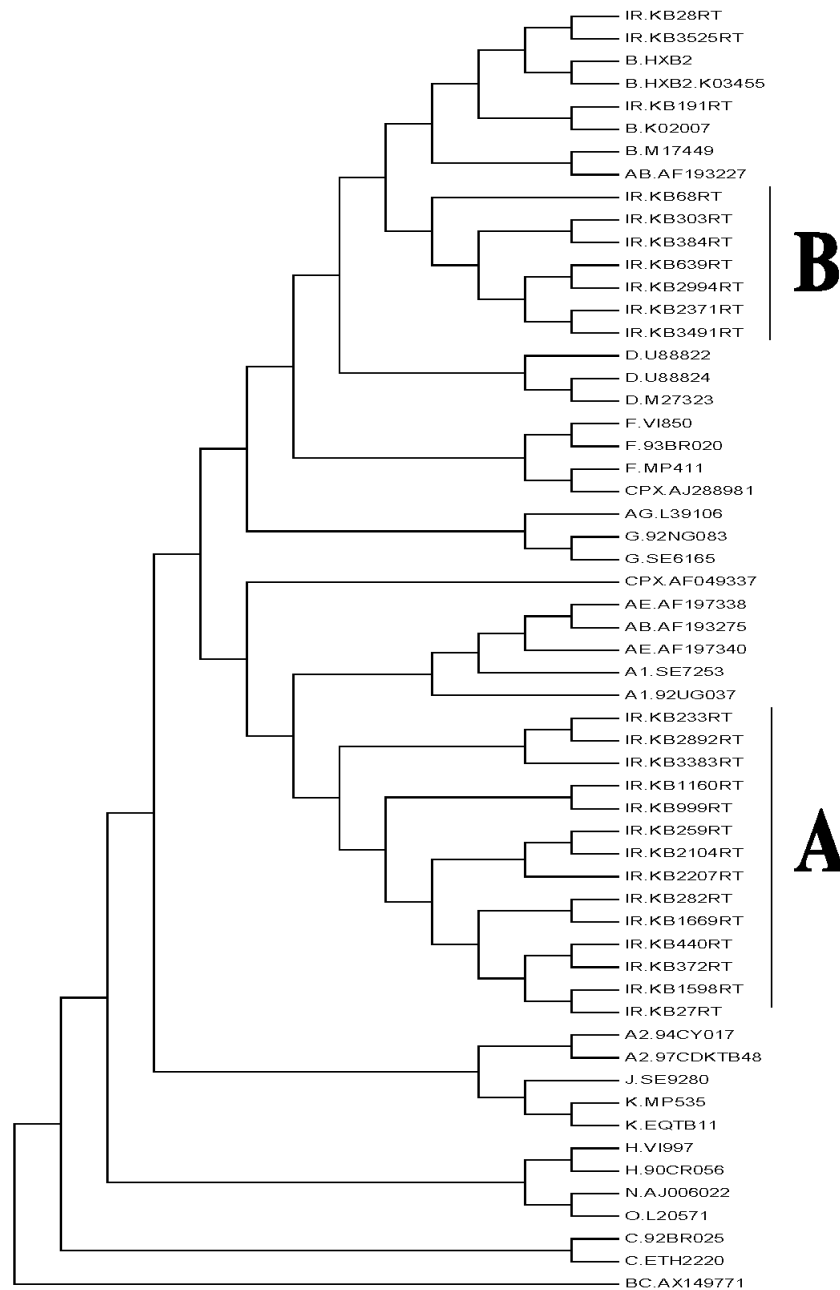 IR.KB28RT
IR.KB3525RT
B.HXB2
B.HXB2.K03455
IR.KB191RT
B.K02007
B.M17449
AB.AF193227
IR.KB68RT
IR.KB303RT
IR.KB384RT
IR.KB639RT
IR.KB2994RT
IR.KB2371RT
IR.KB3491RT
B
D.U88822
D.U88824
D.M27323
F.VI850
F.93BR020
F.MP411
CPX.AJ288981
AG.L39106
G.92NG083
G.SE6165
CPX.AF049337
AE.AF197338
AB.AF193275
AE.AF197340
A1.SE7253
A1.92UG037
IR.KB233RT
IR.KB2892RT
IR.KB3383RT
IR.KB1160RT
IR.KB999RT
IR.KB259RT
IR.KB2104RT
IR.KB2207RT
IR.KB282RT
IR.KB1669RT
IR.KB440RT
IR.KB372RT
IR.KB1598RT
IR.KB27RT
A
A2.94CY017
A2.97CDKTB48
J.SE9280
K.MP535
K.EQTB11
H.VI997
H.90CR056
N.AJ006022
O.L20571
C.92BR025
C.ETH2220
BC.AX149771